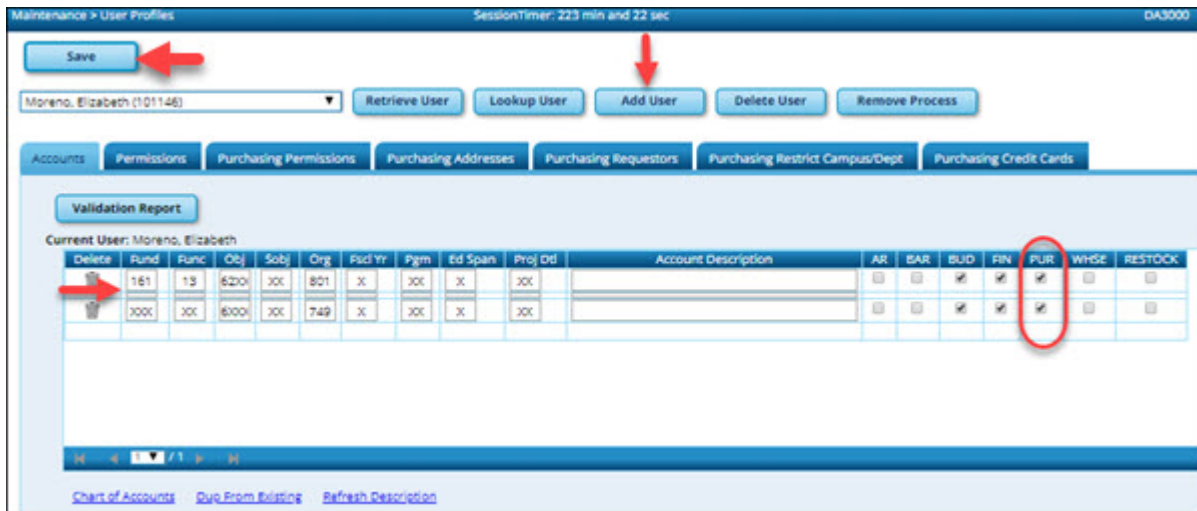 Maintenance > User Profiles SessionTimer: 223 min and 22 sec DA3000
Save
Moreno, Elizabeth (101146) Retrieve User Lookup User Add User Delete User Remove Process
Accounts Permissions Purchasing Permissions Purchasing Addresses Purchasing Requestors Purchasing Restrict Campus/Dept Purchasing Credit Cards
Validation Report
Current User: Moreno, Elizabeth
Delete Fund Func Obj Sobj Org Fscl Yr Pgm Ed Span Proj Dtl Account Description AR BAR BUD FIN PUR WHSE RESTOCK
161 13 XX 801 X XX X XX
XXX XX XX 749 X XX X XX
1 / 1
Chart of Accounts Dup From Existing Refresh Description